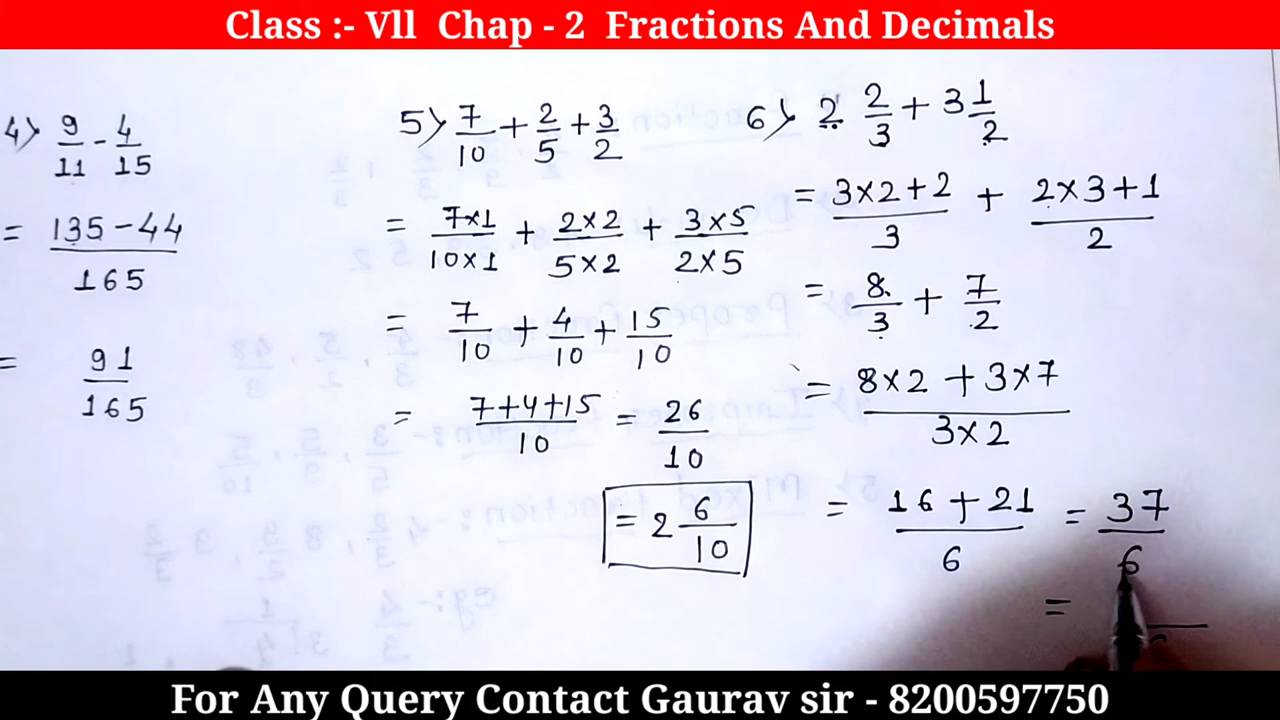 Class :- Vll Chap - 2 Fractions And Decimals
4> 9/11 - 4/15
= 135 - 44 / 165
= 91/165
5> 7/10 + 2/5 + 3/2
= 7×1/10×1 + 2×2/5×2 + 3×5/2×5
= 7/10 + 4/10 + 15/10
= 7+4+15/10 = 26/10
= 2 6/10
6> 2 2/3 + 3 1/2
= 3×2+2/3 + 2×3+1/2
= 8/3 + 7/2
= 8×2 + 3×7 / 3×2
= 16 + 21 / 6 = 37/6
=
For Any Query Contact Gaurav sir - 8200597750